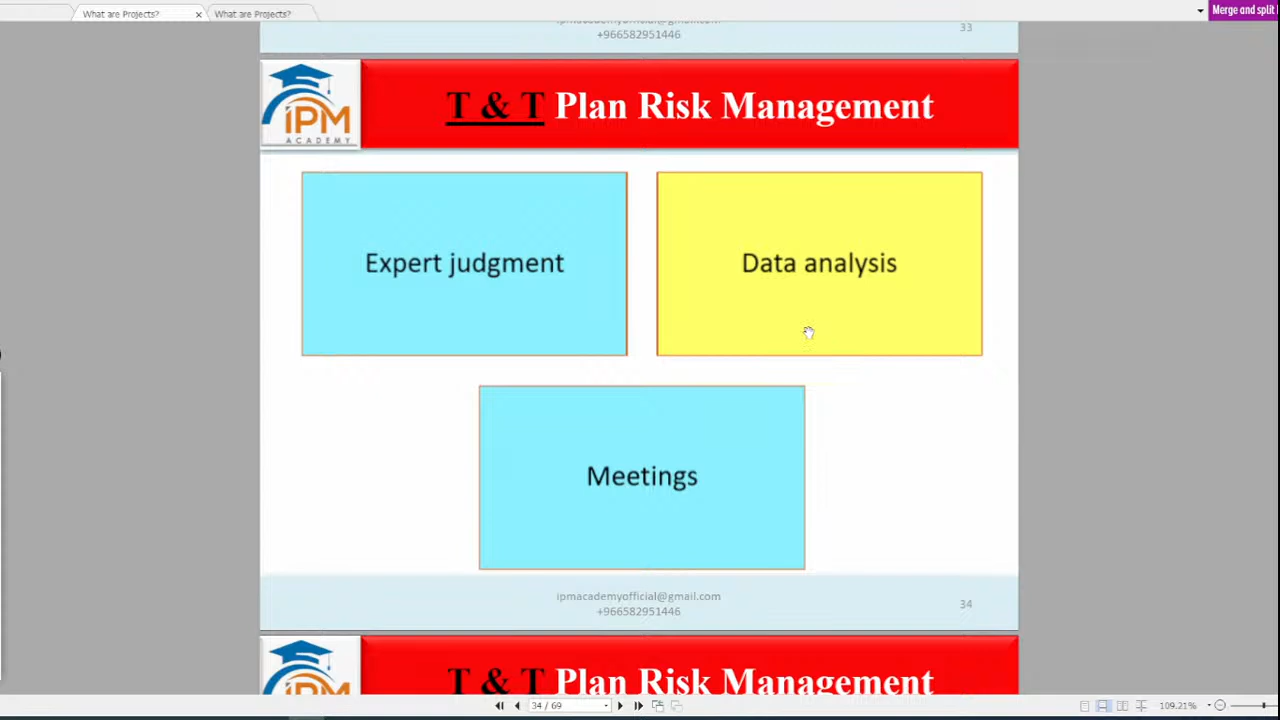 What are Projects? x
What are Projects?
Merge and split
+966582951446
33
iPM
ACADEMY
T & T Plan Risk Management
Expert judgment
Data analysis
Meetings
ipmacademyofficial@gmail.com
+966582951446
34
T & T Plan Risk Management
34 / 69
109.21%